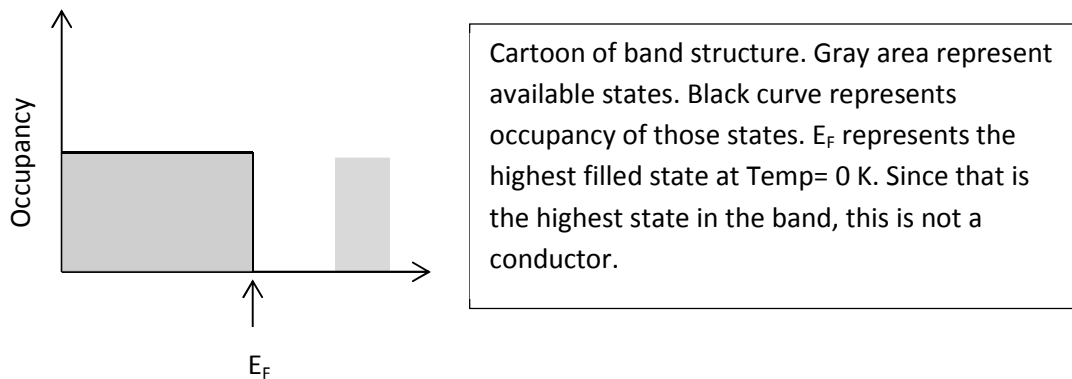 Occupancy
Cartoon of band structure. Gray area represent
available states. Black curve represents
occupancy of those states. EF represents the
highest filled state at Temp= 0 K. Since that is
the highest state in the band, this is not a
conductor.
EF